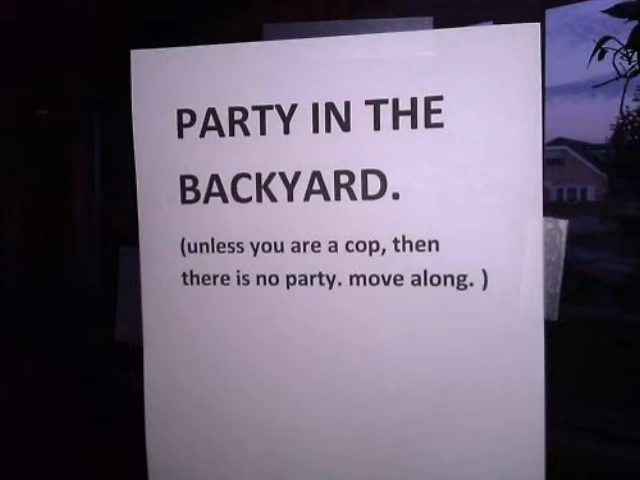 PARTY IN THE
BACKYARD.
(unless you are a cop, then
there is no party. move along. )